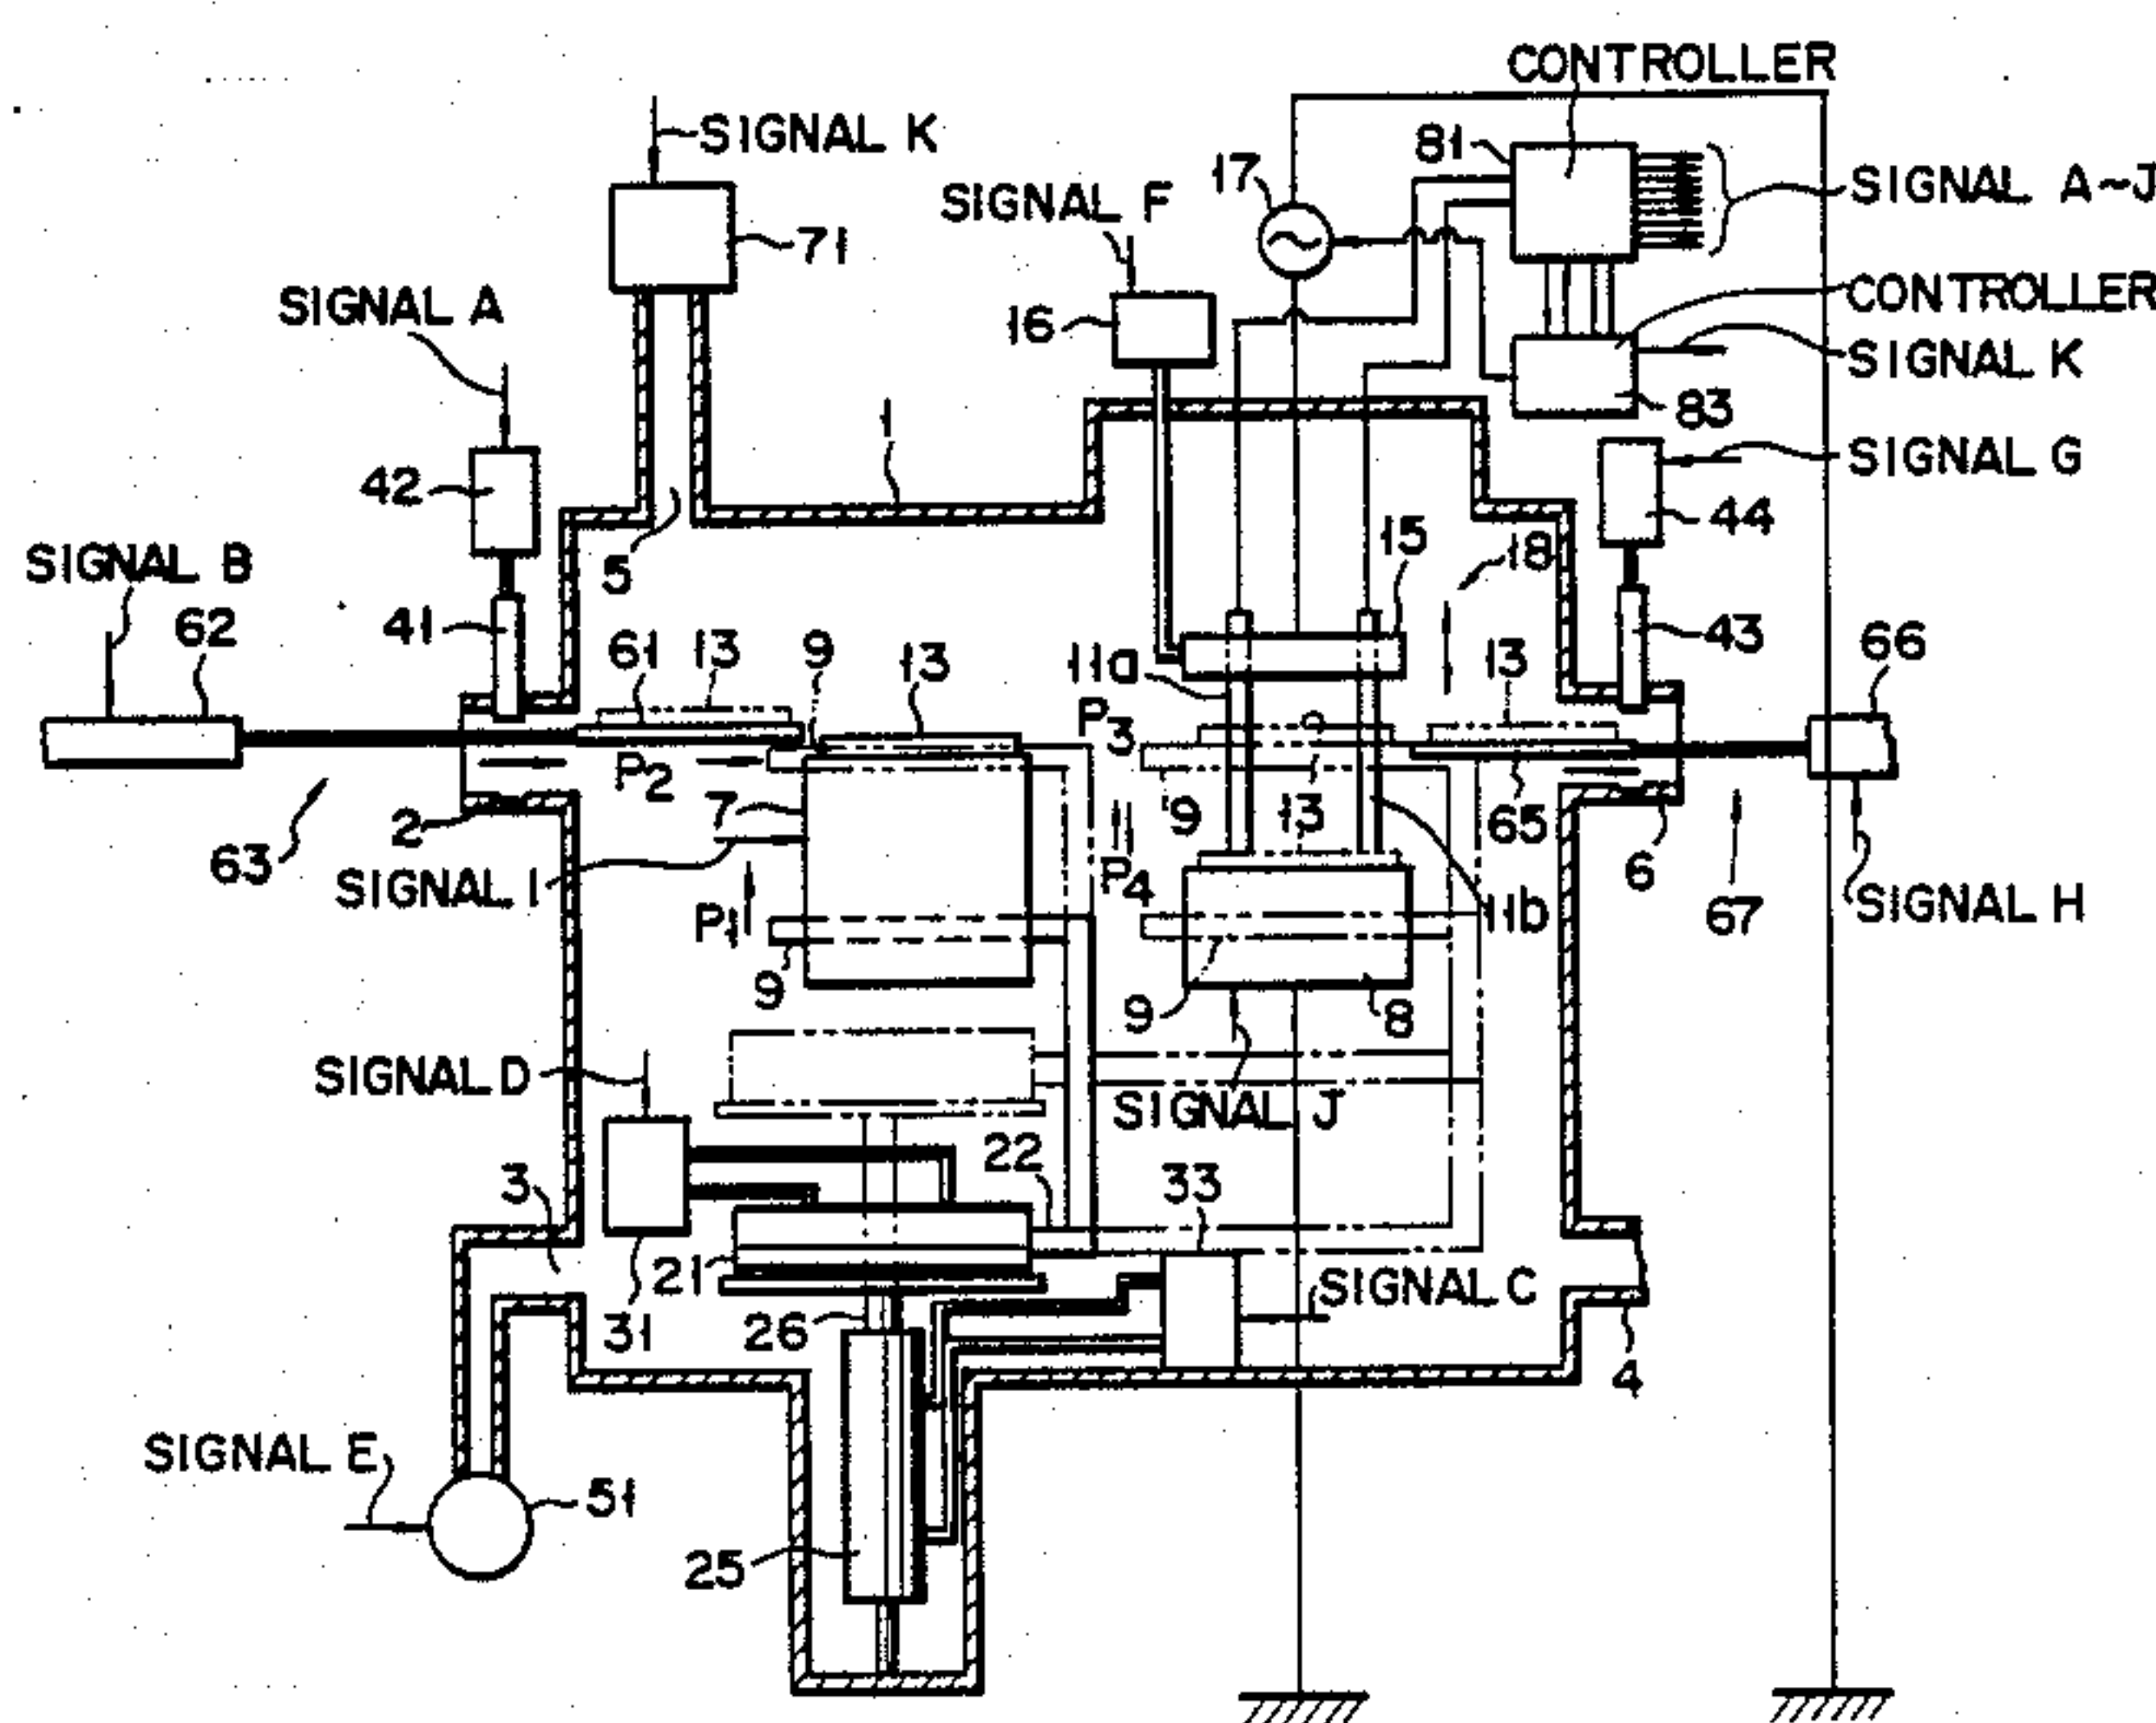 CONTROLLER
SIGNAL K
81
17
SIGNAL A~J
SIGNAL F
71
CONTROLLER
SIGNAL A
16
SIGNAL K
83
1
42
SIGNAL G
44
15
18
SIGNAL B
5
62
41
43
66
61
13
9
13
11a
13
P3
P2
7
9
13
65
2
63
P4
6
SIGNAL I
P1
11b
67
SIGNAL H
9
9
8
SIGNAL D
SIGNAL J
22
3
33
21
SIGNAL C
31
26
4
SIGNAL E
51
25